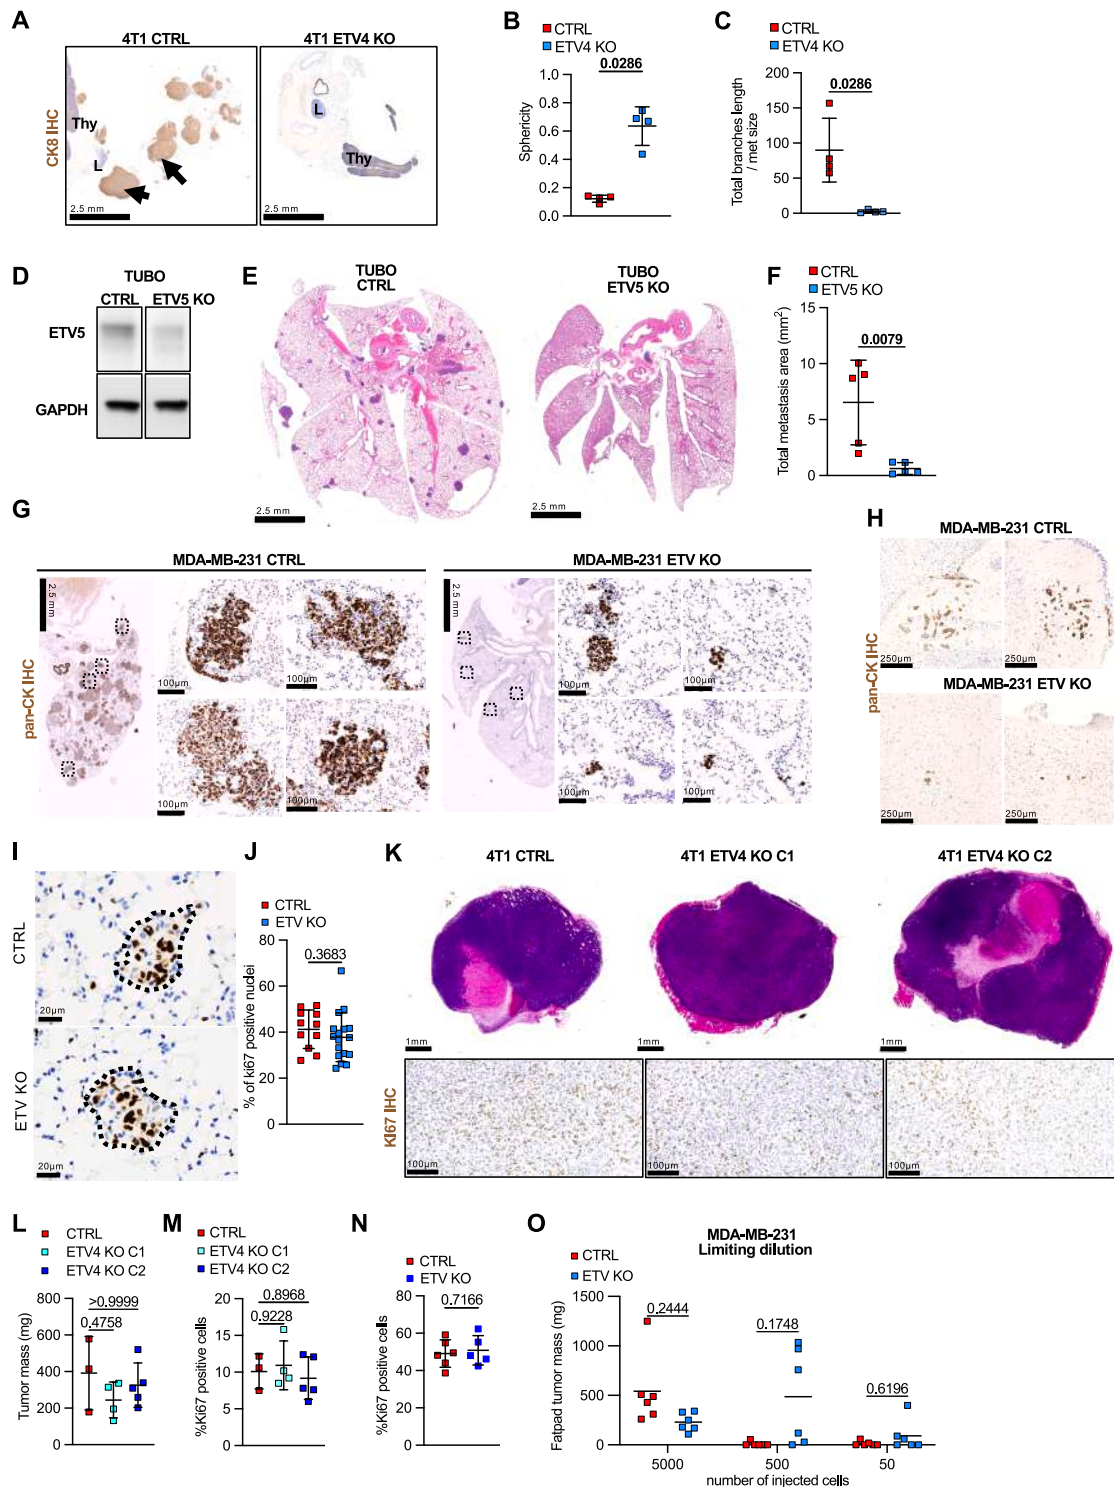 A
4T1 CTRL
4T1 ETV4 KO
CK8 IHC
Thy
L
2.5 mm
L
Thy
2.5 mm
B
CTRL
ETV4 KO
0.0286
Sphericity
1.0
0.8
0.6
0.4
0.2
0.0
C
CTRL
ETV4 KO
0.0286
Total branches length
/ met size
200
150
100
50
0
D
TUBO
CTRL ETV5 KO
ETV5
GAPDH
E
TUBO
CTRL
TUBO
ETV5 KO
2.5 mm
2.5 mm
F
CTRL
ETV5 KO
0.0079
Total metastasis area (mm²)
15
10
5
0
G
MDA-MB-231 CTRL
MDA-MB-231 ETV KO
pan-CK IHC
2.5 mm
100µm
100µm
100µm
100µm
2.5 mm
100µm
100µm
100µm
100µm
H
MDA-MB-231 CTRL
pan-CK IHC
250µm
250µm
MDA-MB-231 ETV KO
250µm
250µm
I
CTRL
20µm
ETV KO
20µm
J
CTRL
ETV KO
0.3683
% of ki67 positive nuclei
80
60
40
20
0
K
4T1 CTRL
4T1 ETV4 KO C1
4T1 ETV4 KO C2
1mm
1mm
1mm
KI67 IHC
100µm
100µm
100µm
L
CTRL
ETV4 KO C1
ETV4 KO C2
>0.9999
0.4758
Tumor mass (mg)
800
600
400
200
0
M
CTRL
ETV4 KO C1
ETV4 KO C2
0.8968
0.9228
%Ki67 positive cells
20
15
10
5
0
N
CTRL
ETV KO
0.7166
%Ki67 positive cells
80
60
40
20
0
O
MDA-MB-231
Limiting dilution
CTRL
ETV KO
0.2444
0.1748
0.6196
Fatpad tumor mass (mg)
1500
1000
500
0
5000
500
50
number of injected cells